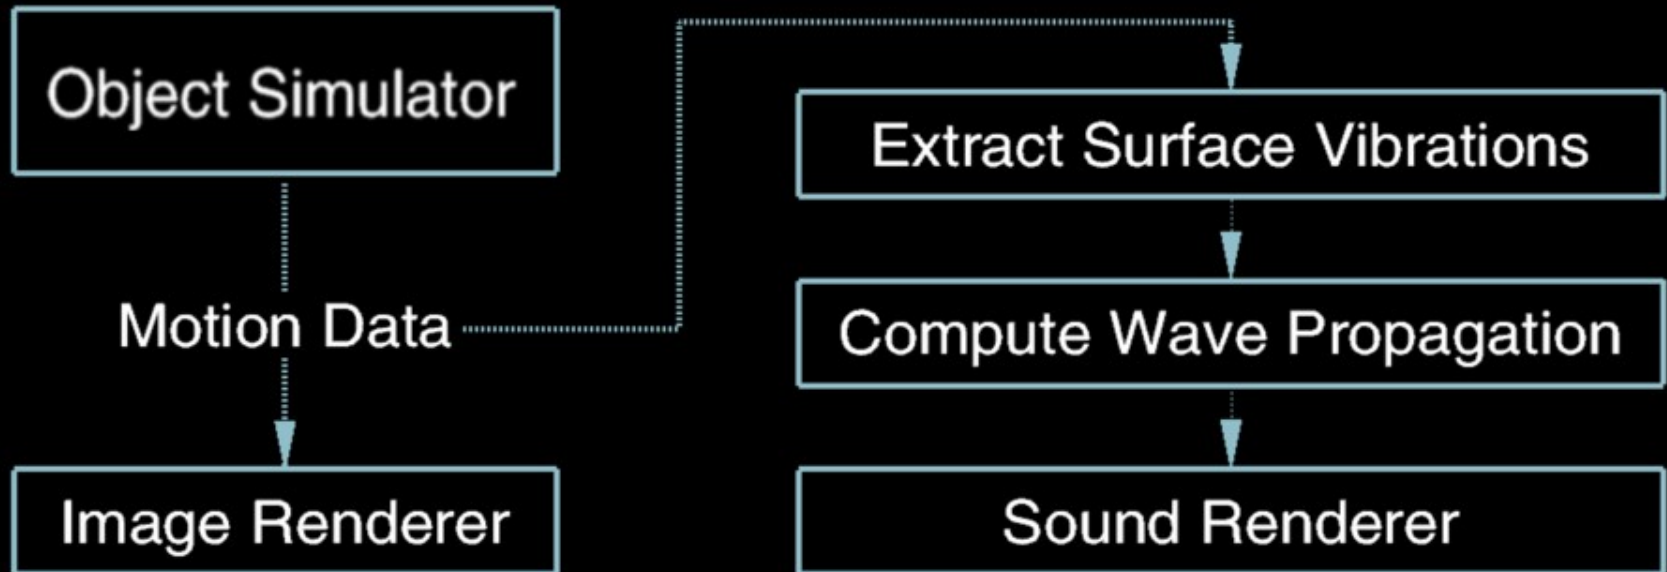 Object Simulator
Motion Data
Image Renderer
Extract Surface Vibrations
Compute Wave Propagation
Sound Renderer